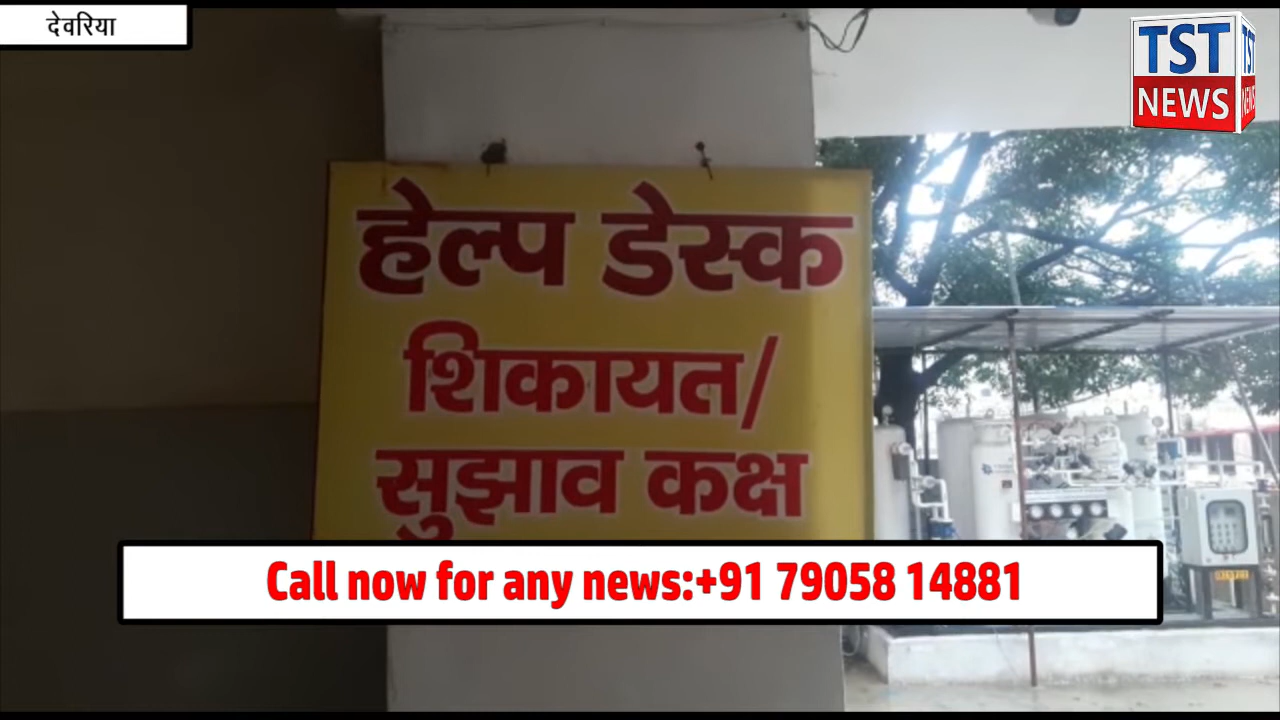 देवरिया
TST
NEWS
हेल्प डेस्क
शिकायत/
सुझाव कक्ष
Call now for any news:+91 79058 14881